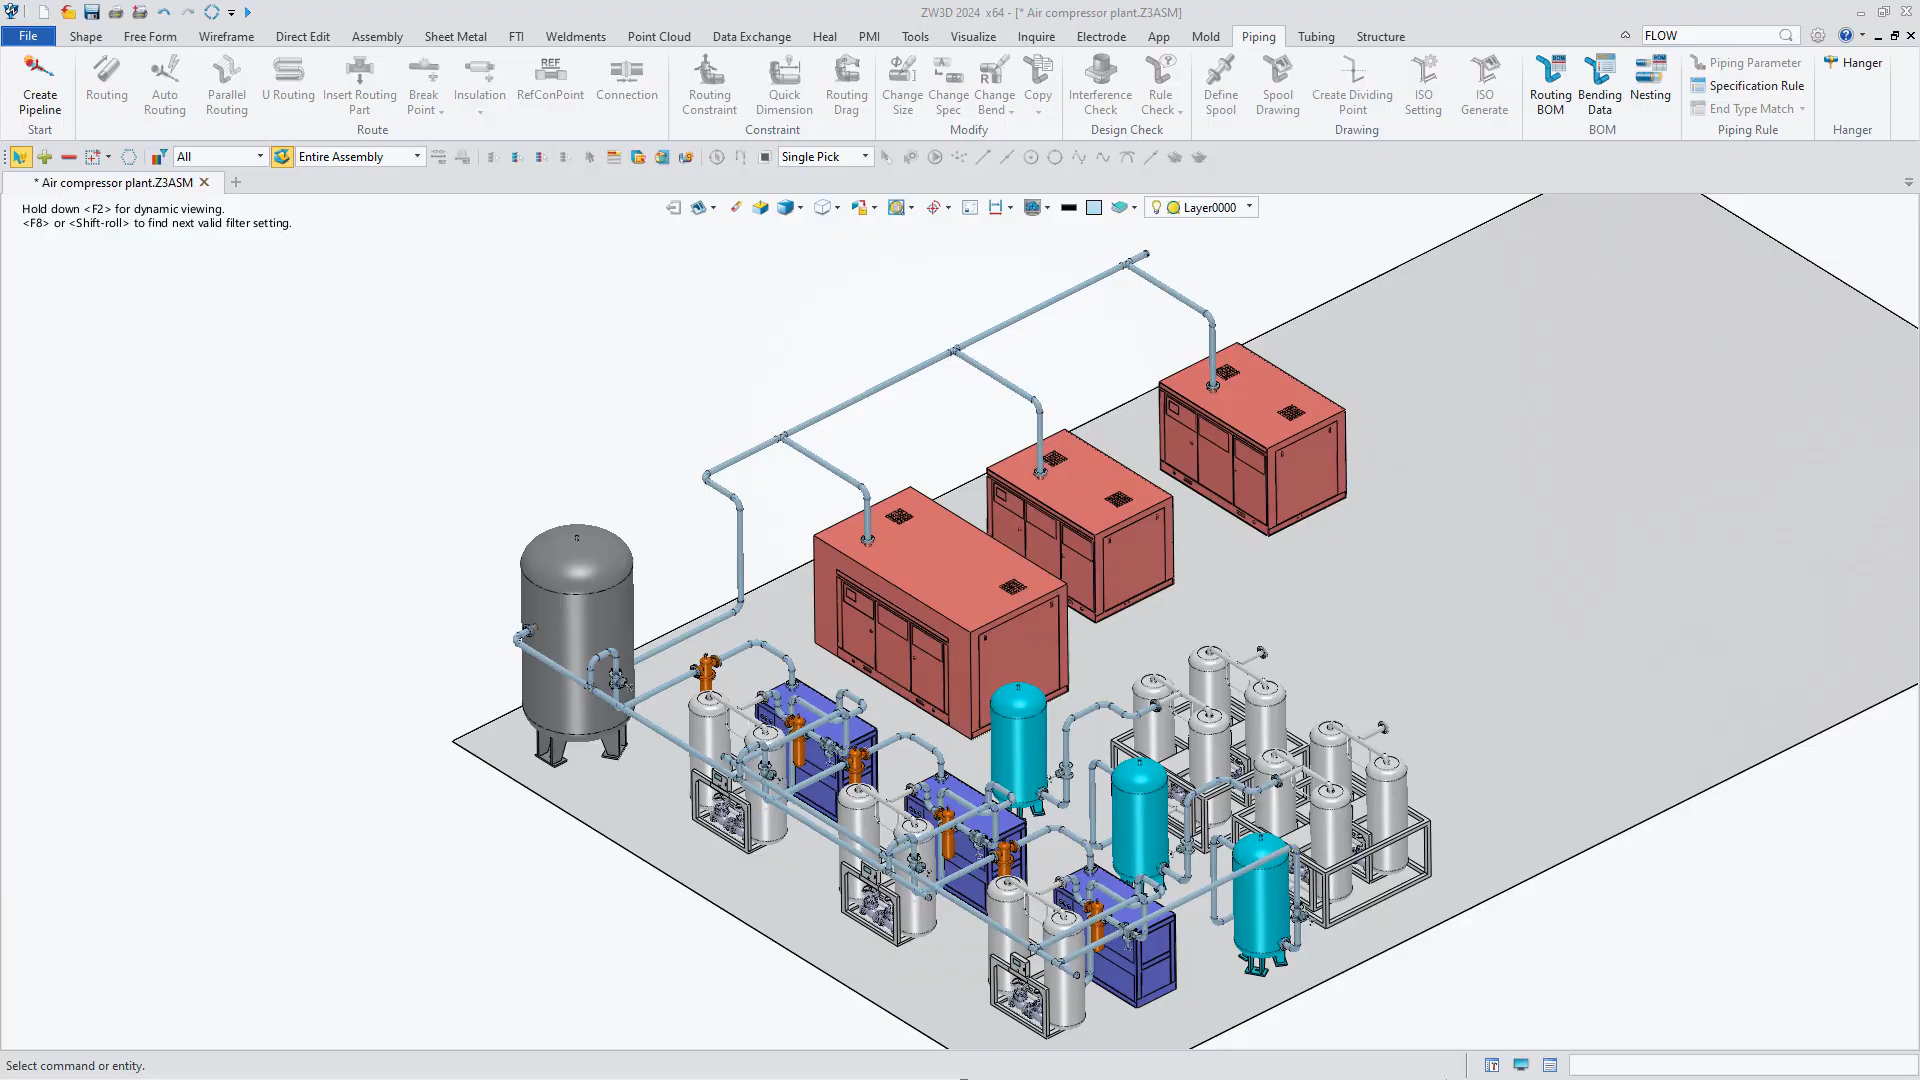 ZW3D 2024 x64 - [* Air compressor plant.Z3ASM]
File Shape Free Form Wireframe Direct Edit Assembly Sheet Metal FTI Weldments Point Cloud Data Exchange Heal PMI Tools Visualize Inquire Electrode App Mold Piping Tubing Structure FLOW
Create Pipeline
Routing
Auto Routing
Parallel Routing
U Routing
Insert Routing Part
Break Point
Insulation
REF
RefConPoint
Connection
Routing Constraint
Quick Dimension
Routing Drag
Change Size
Change Spec
Change Bend
Copy
Interference Check
Rule Check
Define Spool
Spool Drawing
Create Dividing Point
ISO Setting
ISO Generate
Routing BOM
Bending Data
Nesting
Piping Parameter
Specification Rule
End Type Match
Hanger
Start Route Constraint Modify Design Check Drawing BOM Piping Rule Hanger
All Entire Assembly Single Pick
* Air compressor plant.Z3ASM
Hold down <F2> for dynamic viewing.
<F8> or <Shift-roll> to find next valid filter setting.
Layer0000
Select command or entity.